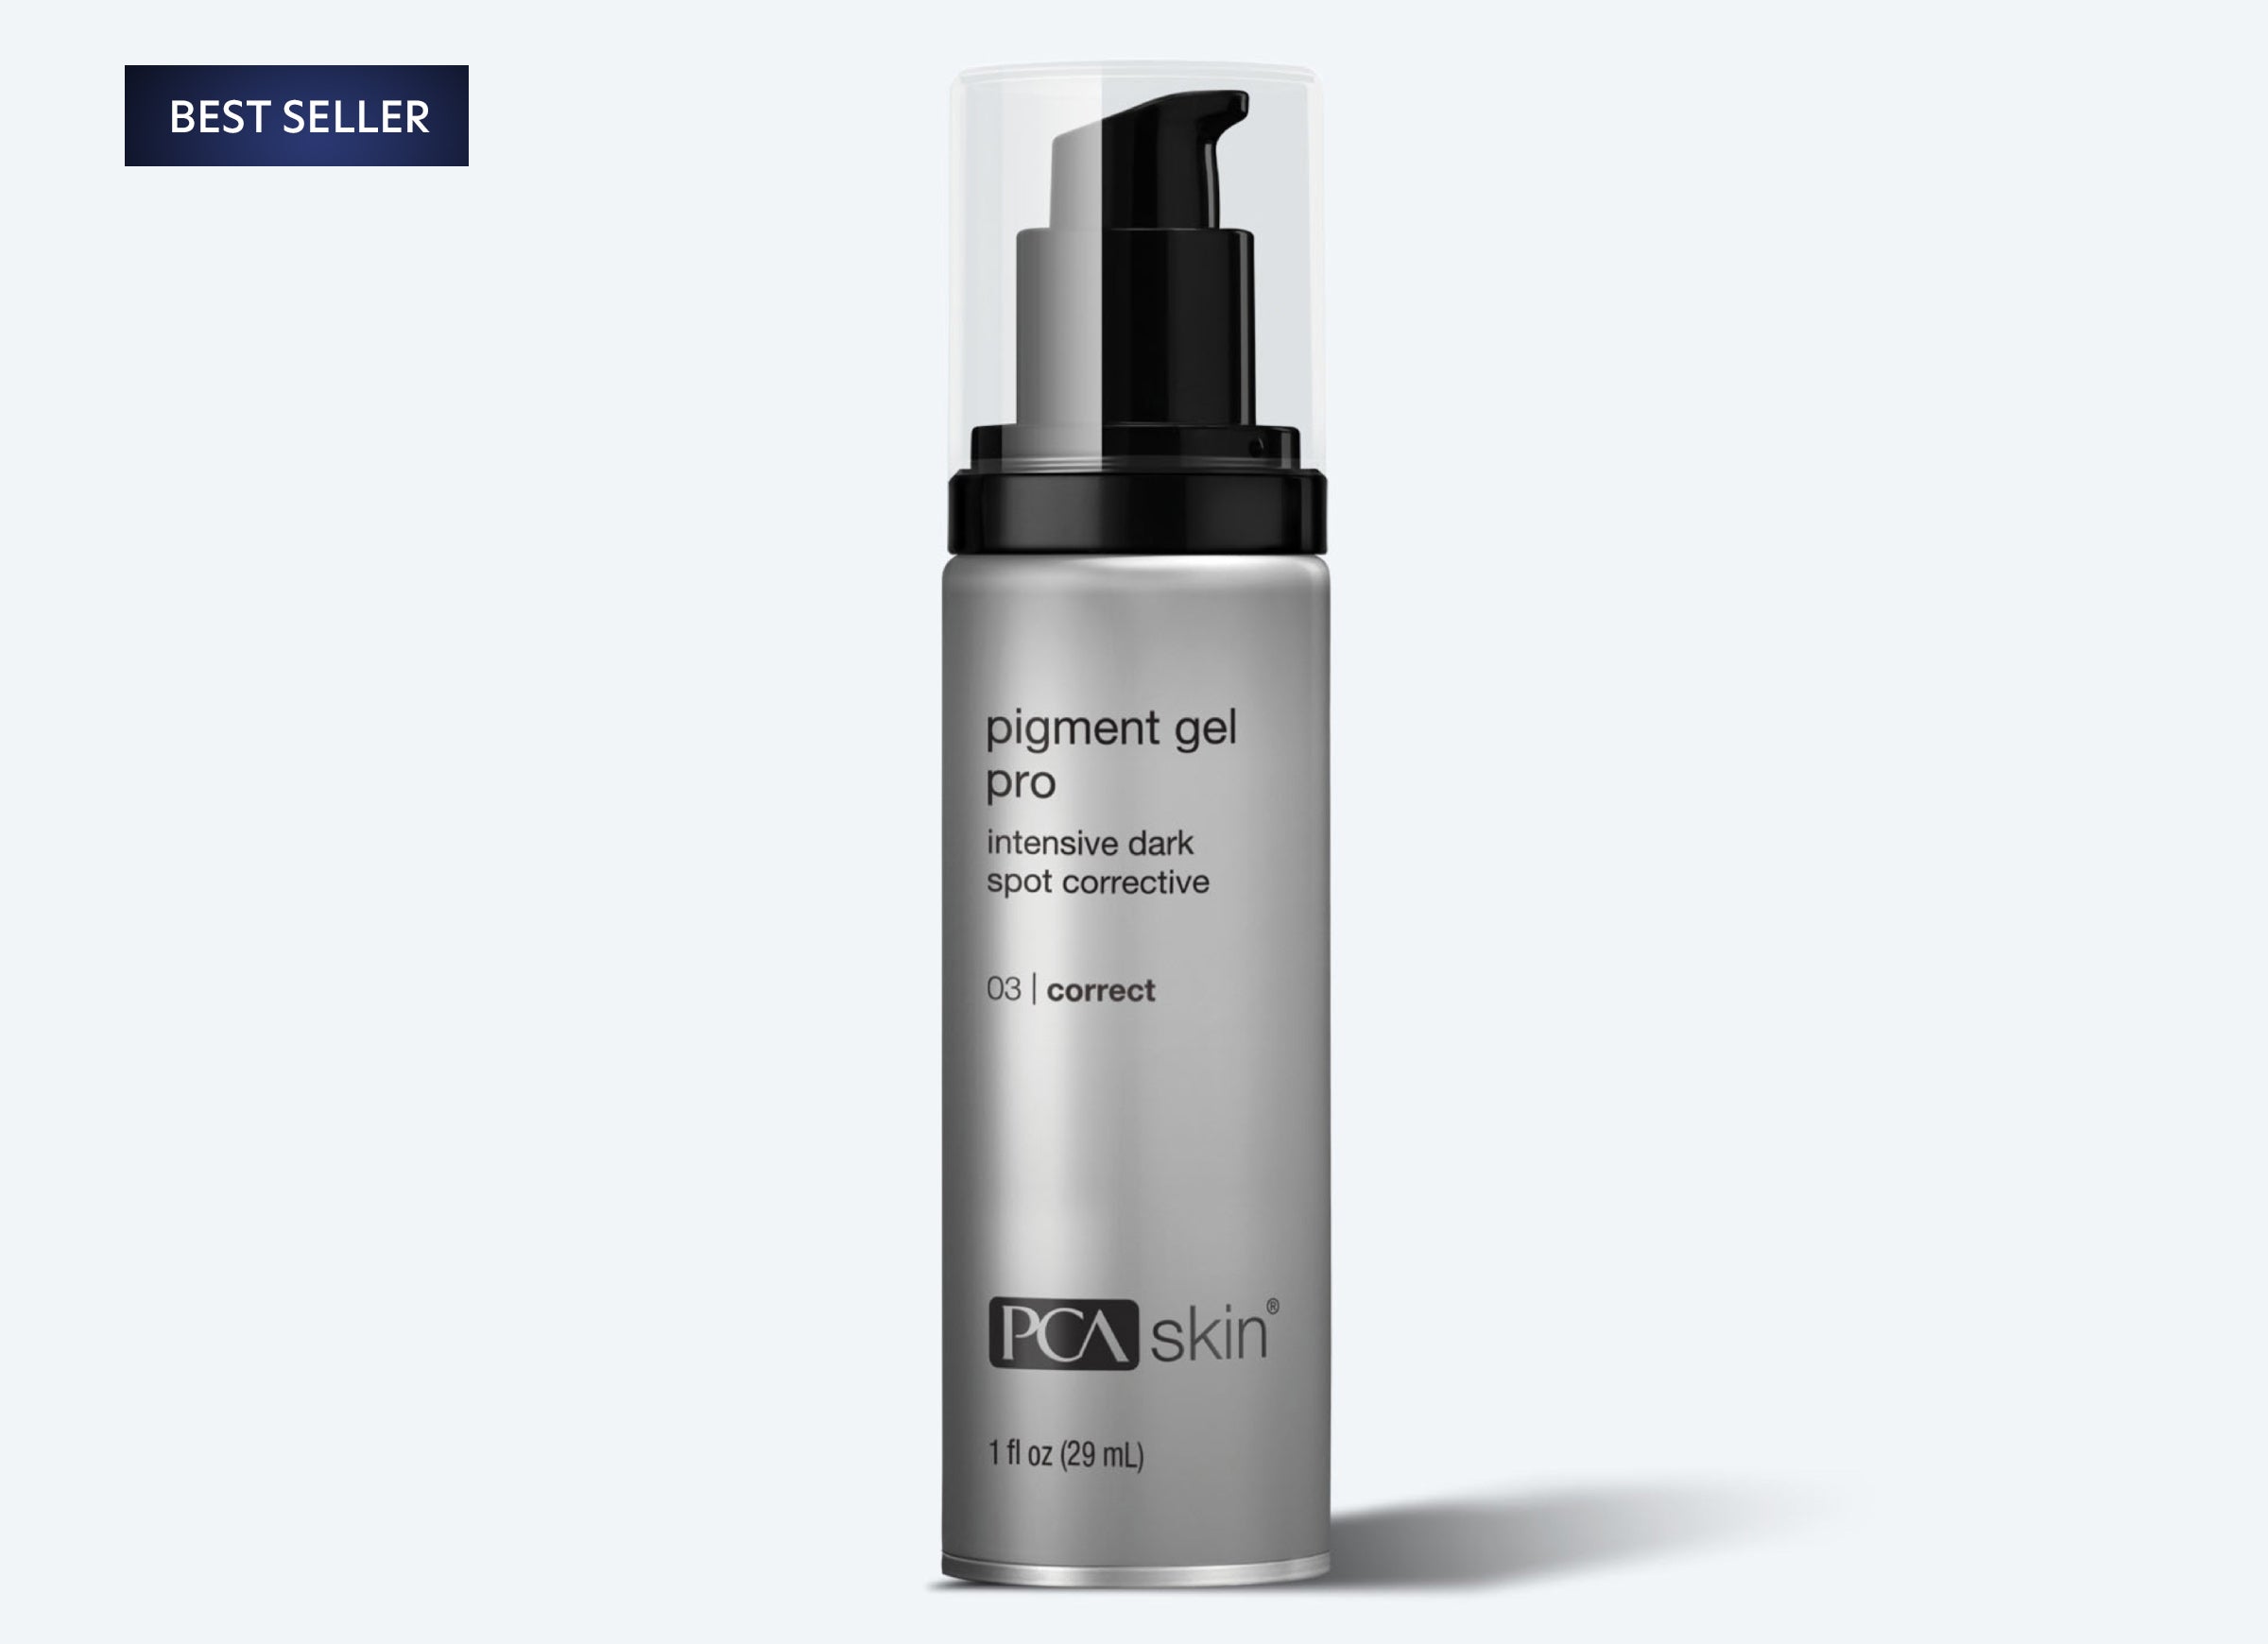 BEST SELLER
pigment gel
pro
intensive dark
spot corrective
03 | correct
PCA skin®
1 fl oz (29 mL)